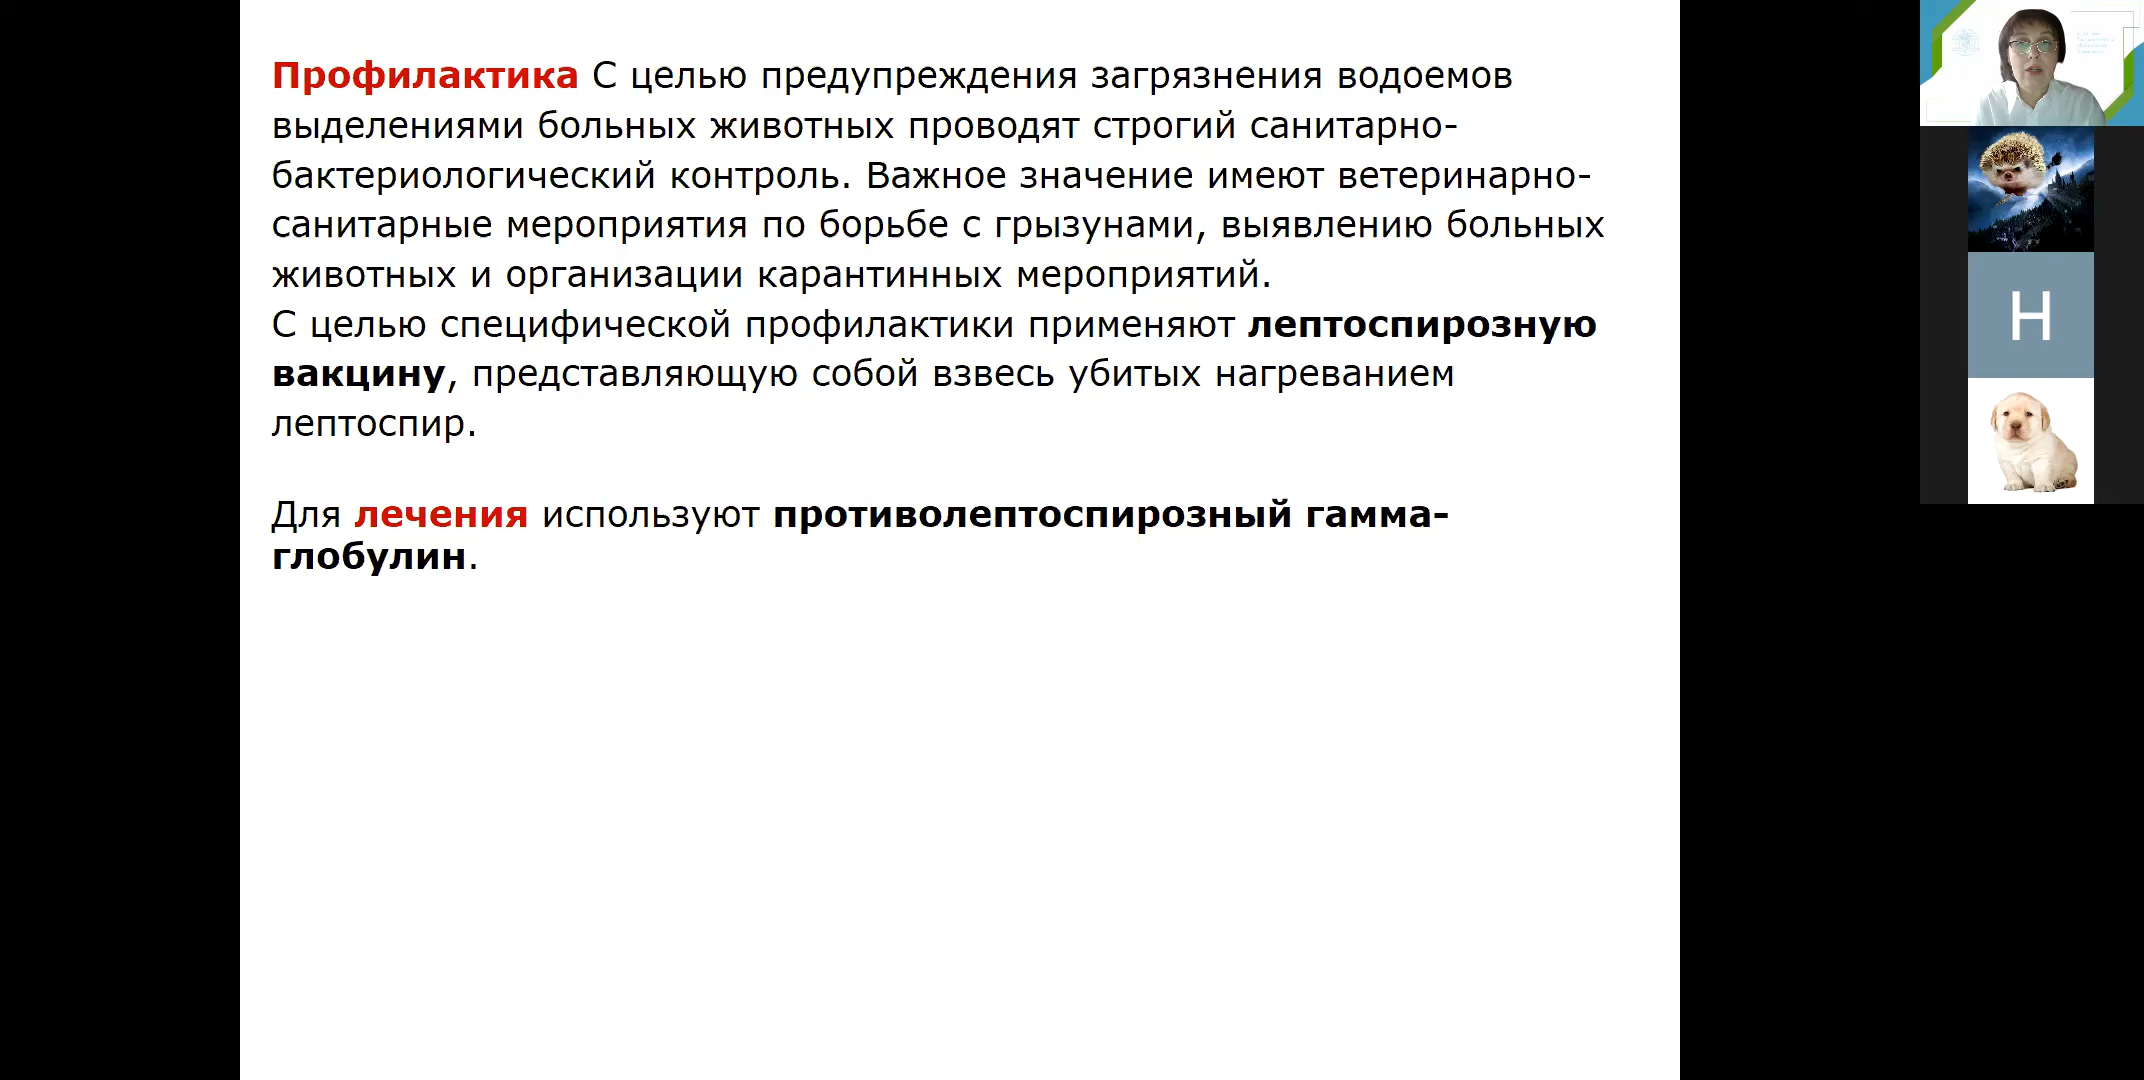 Профилактика С целью предупреждения загрязнения водоемов
выделениями больных животных проводят строгий санитарно-
бактериологический контроль. Важное значение имеют ветеринарно-
санитарные мероприятия по борьбе с грызунами, выявлению больных
животных и организации карантинных мероприятий.
С целью специфической профилактики применяют лептоспирозную
вакцину, представляющую собой взвесь убитых нагреванием
лептоспир.
Для лечения используют противолептоспирозный гамма-
глобулин.
Н